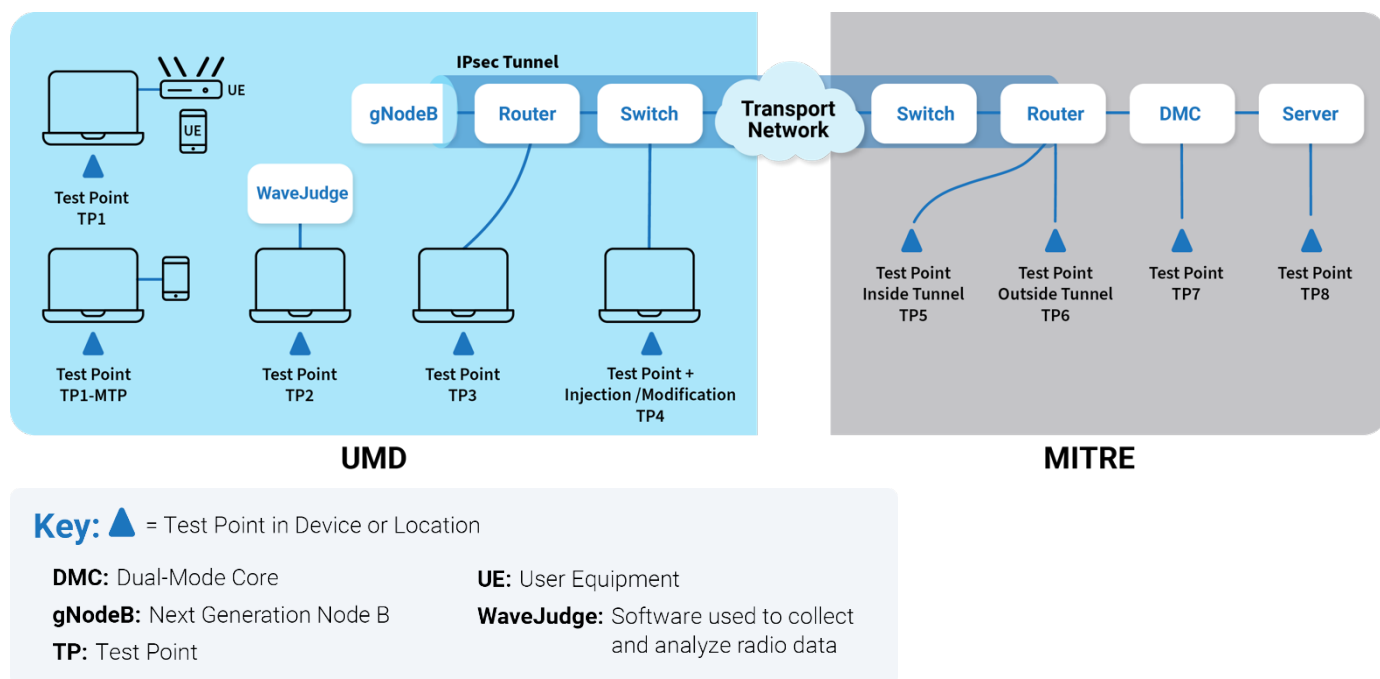 IPsec Tunnel
UE
UE
gNodeB
Router
Switch
Transport
Network
Switch
Router
DMC
Server
Test Point
TP1
WaveJudge
Test Point
Inside Tunnel
TP5
Test Point
Outside Tunnel
TP6
Test Point
TP7
Test Point
TP8
Test Point
TP1-MTP
Test Point
TP2
Test Point
TP3
Test Point +
Injection /Modification
TP4
UMD
MITRE
Key: = Test Point in Device or Location
DMC: Dual-Mode Core
gNodeB: Next Generation Node B
TP: Test Point
UE: User Equipment
WaveJudge: Software used to collect
and analyze radio data